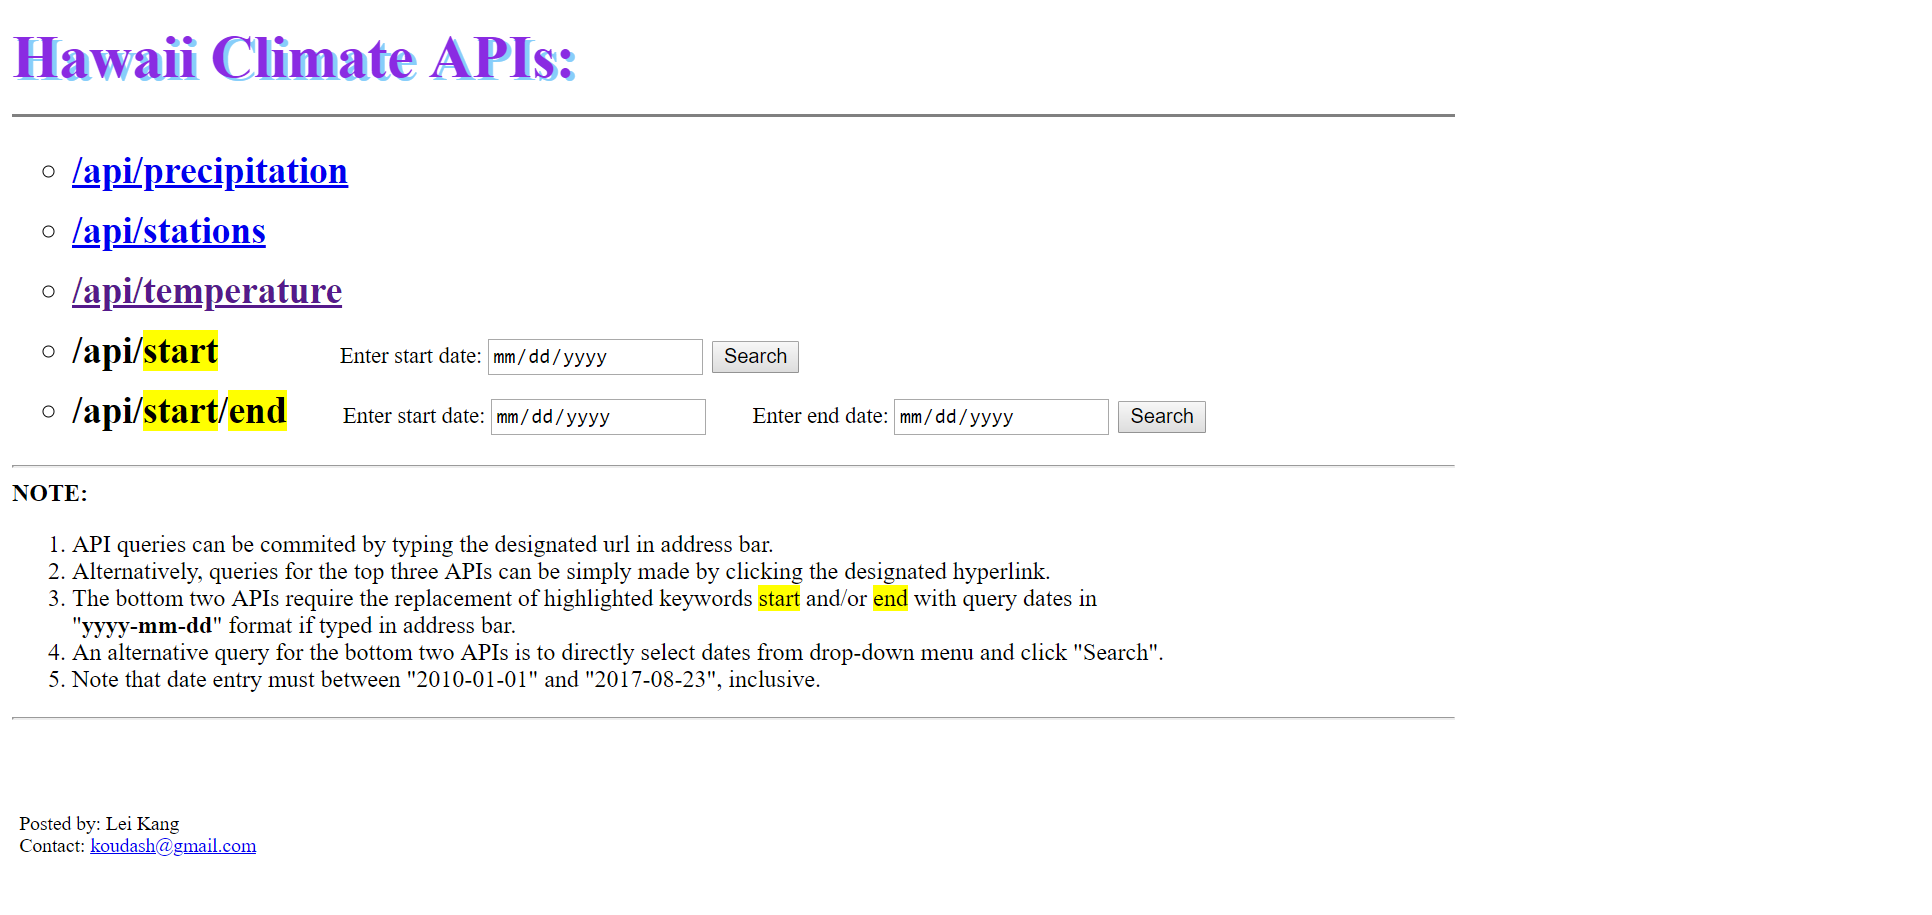 Hawaii Climate APIs:
/api/precipitation
/api/stations
/api/temperature
/api/start Enter start date: mm/dd/yyyy Search
/api/start/end Enter start date: mm/dd/yyyy Enter end date: mm/dd/yyyy Search
NOTE:
1. API queries can be commited by typing the designated url in address bar.
2. Alternatively, queries for the top three APIs can be simply made by clicking the designated hyperlink.
3. The bottom two APIs require the replacement of highlighted keywords start and/or end with query dates in
"yyyy-mm-dd" format if typed in address bar.
4. An alternative query for the bottom two APIs is to directly select dates from drop-down menu and click "Search".
5. Note that date entry must between "2010-01-01" and "2017-08-23", inclusive.
Posted by: Lei Kang
Contact: koudash@gmail.com